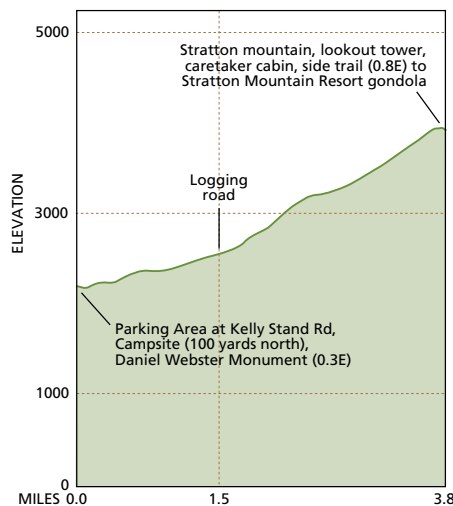 5000
Stratton mountain, lookout tower,
caretaker cabin, side trail (0.8E) to
Stratton Mountain Resort gondola
Logging
road
ELEVATION
3000
Parking Area at Kelly Stand Rd,
Campsite (100 yards north),
Daniel Webster Monument (0.3E)
1000
0
MILES 0.0 1.5 3.8